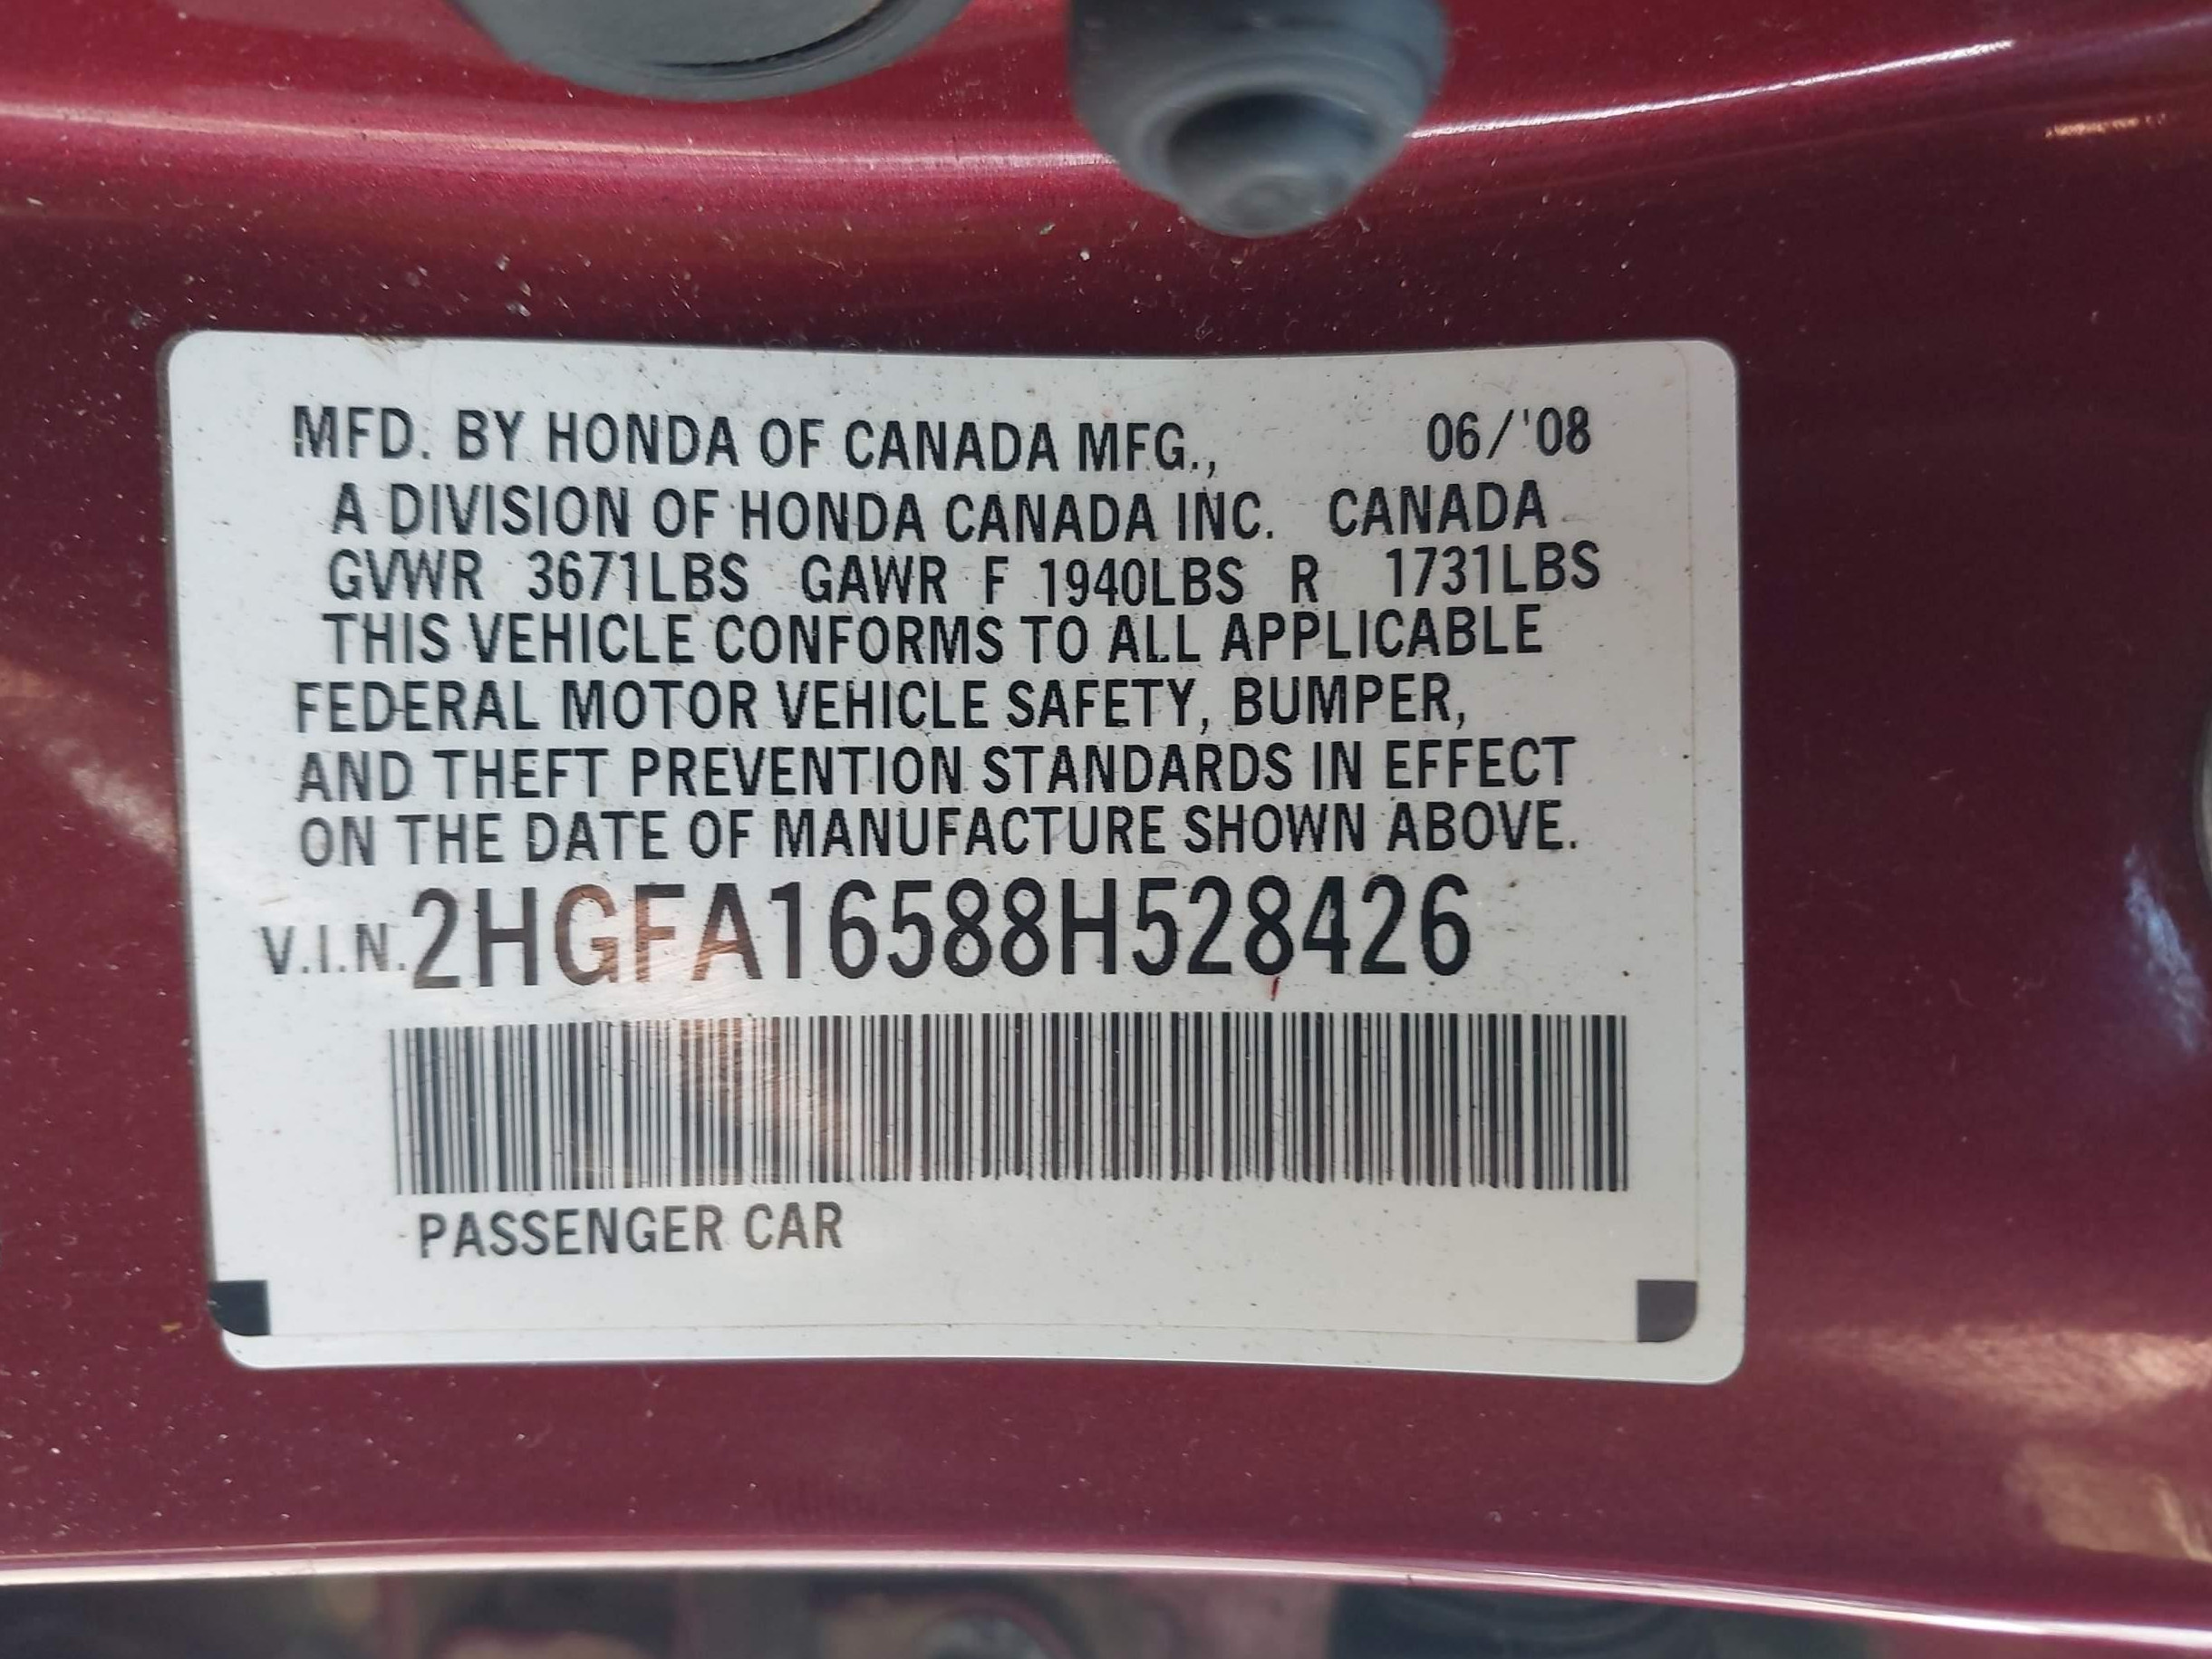 MFD. BY HONDA OF CANADA MFG., 06/'08
A DIVISION OF HONDA CANADA INC. CANADA
GVWR 3671LBS GAWR F 1940LBS R 1731LBS
THIS VEHICLE CONFORMS TO ALL APPLICABLE
FEDERAL MOTOR VEHICLE SAFETY, BUMPER,
AND THEFT PREVENTION STANDARDS IN EFFECT
ON THE DATE OF MANUFACTURE SHOWN ABOVE.
V.I.N. 2HGFA16588H528426
PASSENGER CAR